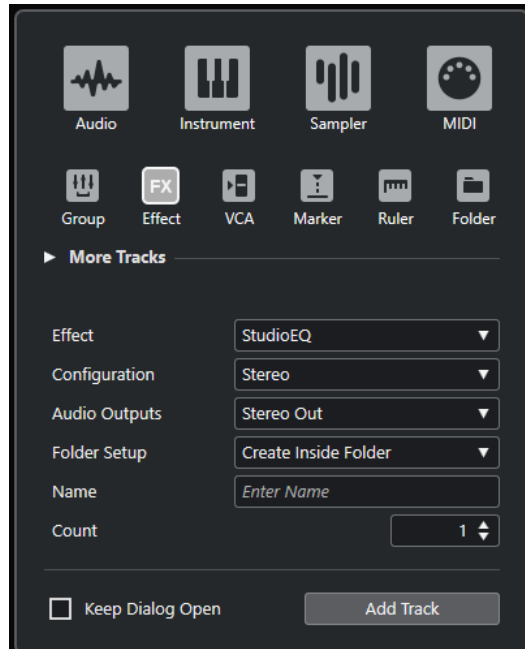 Audio Instrument Sampler MIDI
FX
Group Effect VCA Marker Ruler Folder
More Tracks
Effect StudioEQ
Configuration Stereo
Audio Outputs Stereo Out
Folder Setup Create Inside Folder
Name Enter Name
Count 1
Keep Dialog Open Add Track